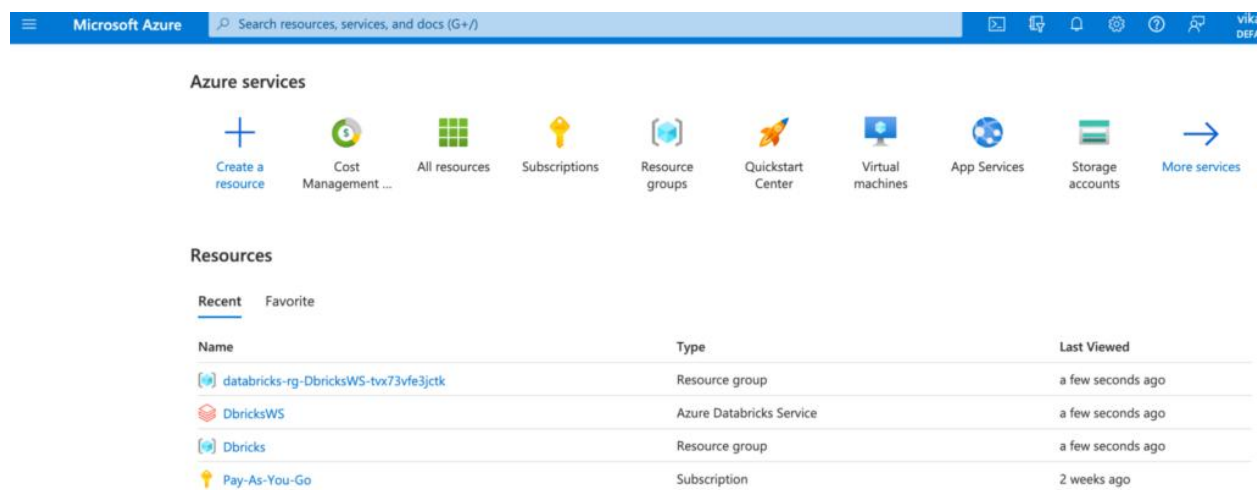 Microsoft Azure Search resources, services, and docs (G+/)
Azure services
Create a resource
Cost Management ...
All resources
Subscriptions
Resource groups
Quickstart Center
Virtual machines
App Services
Storage accounts
More services
Resources
Recent Favorite
Name Type Last Viewed
databricks-rg-DbricksWS-tvx73vfe3jctk Resource group a few seconds ago
DbricksWS Azure Databricks Service a few seconds ago
Dbricks Resource group a few seconds ago
Pay-As-You-Go Subscription 2 weeks ago